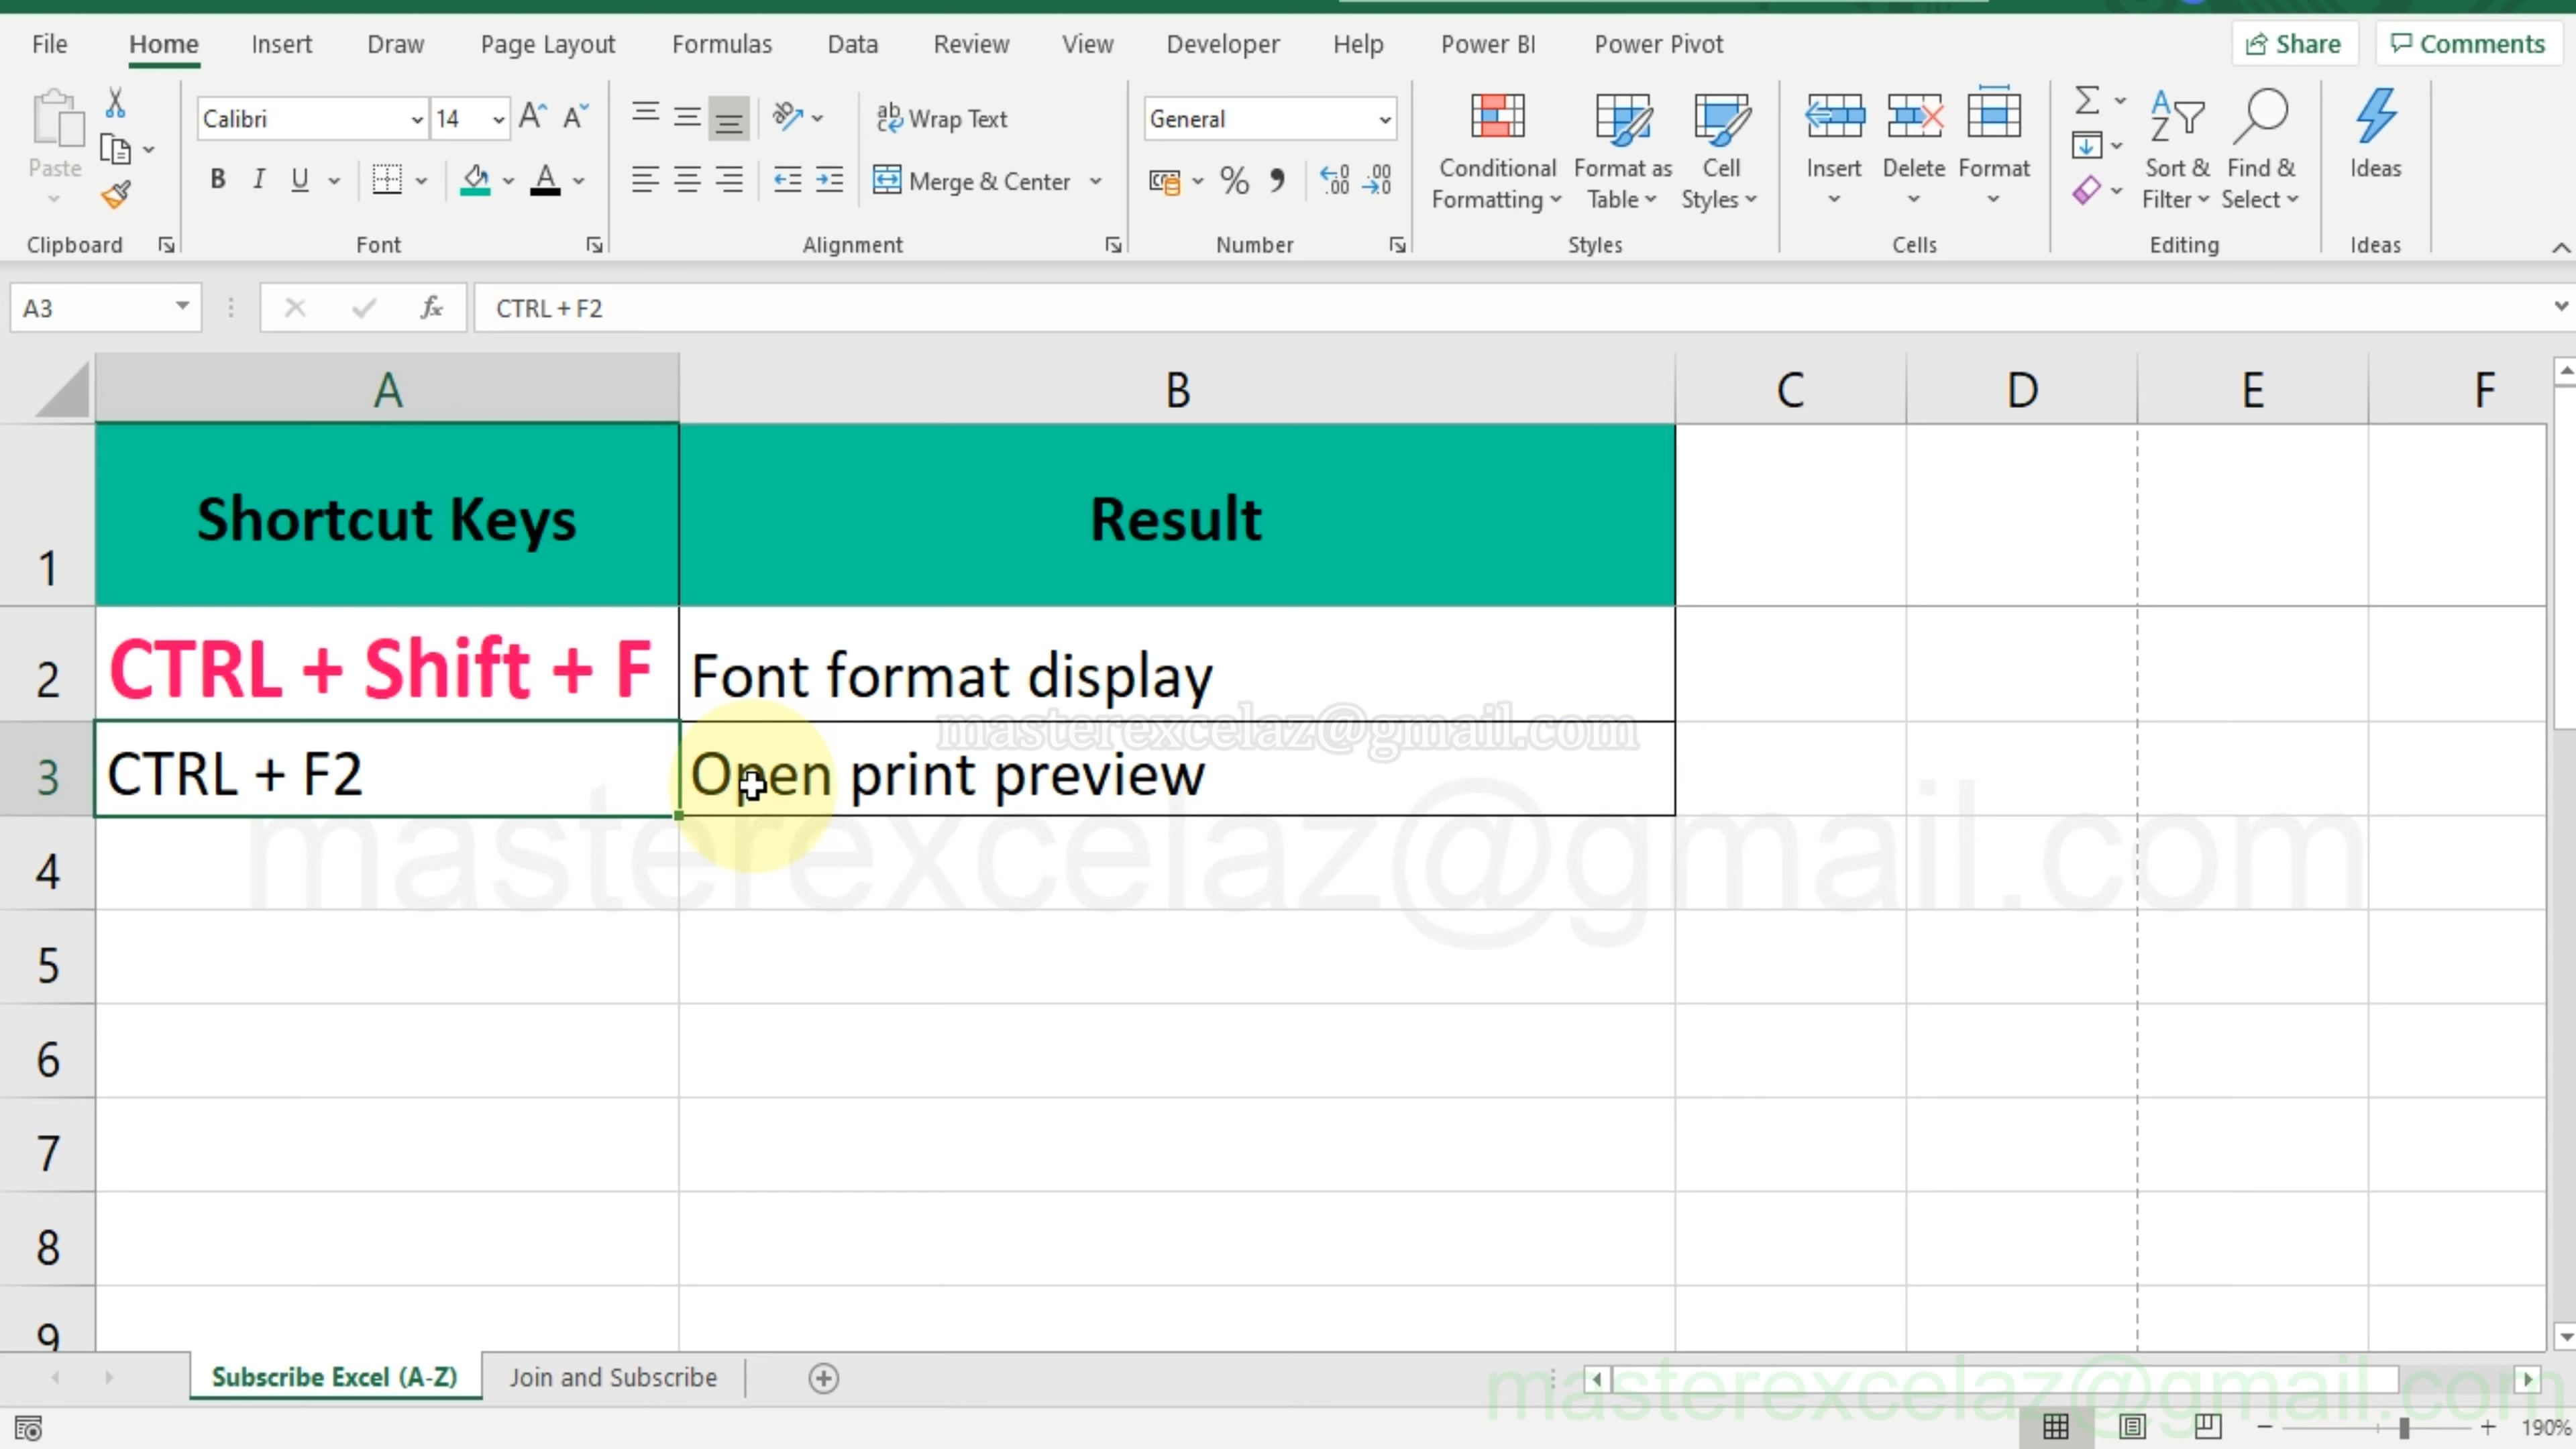 File Home Insert Draw Page Layout Formulas Data Review View Developer Help Power BI Power Pivot Share Comments
Calibri 14 A A ab Wrap Text General
Paste B I U A Merge & Center % , .00 .00 Conditional Formatting Format as Table Cell Styles Insert Delete Format Sort & Filter Find & Select Ideas
Clipboard Font Alignment Number Styles Cells Editing Ideas
A3 fx CTRL + F2
A B C D E F
Shortcut Keys Result
1
2 CTRL + Shift + F Font format display
masterexcelaz@gmail.com
3 CTRL + F2 Open print preview
masterexcelaz@gmail.com
4
5
6
7
8
9
Subscribe Excel (A-Z) Join and Subscribe
masterexcelaz@gmail.com
190%